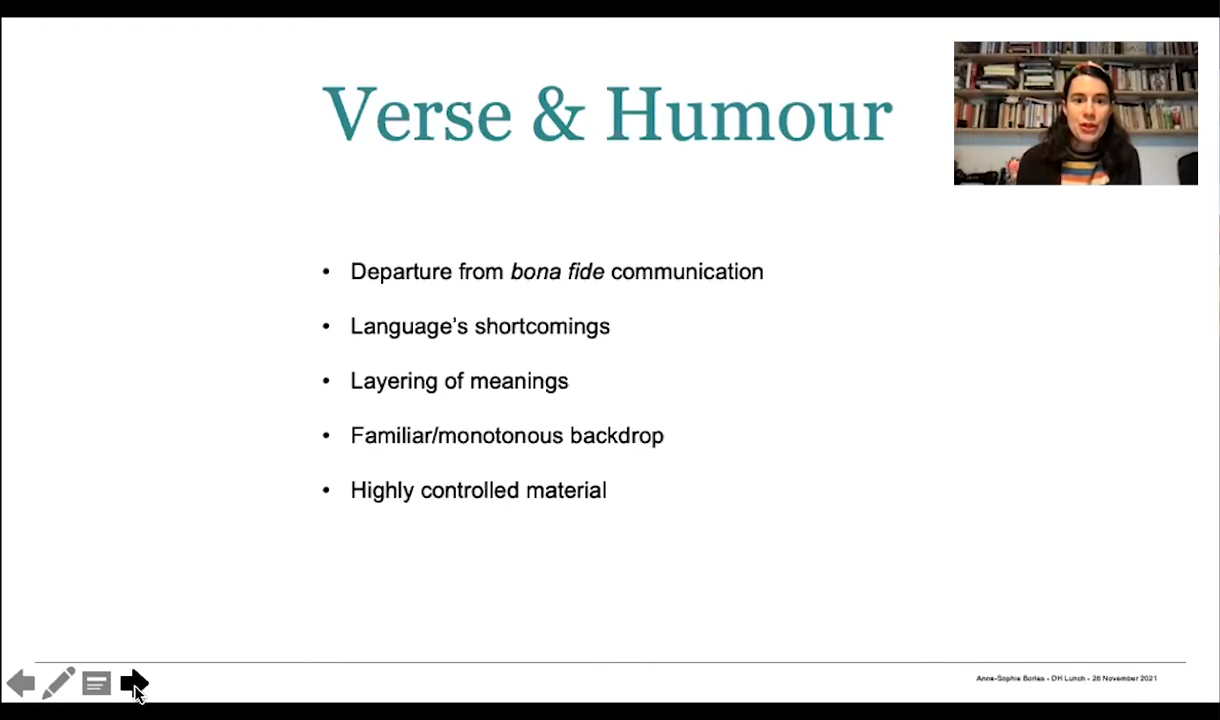 Verse & Humour
• Departure from bona fide communication
• Language’s shortcomings
• Layering of meanings
• Familiar/monotonous backdrop
• Highly controlled material
Anne-Sophie Bories - DH Lunch - 26 November 2021